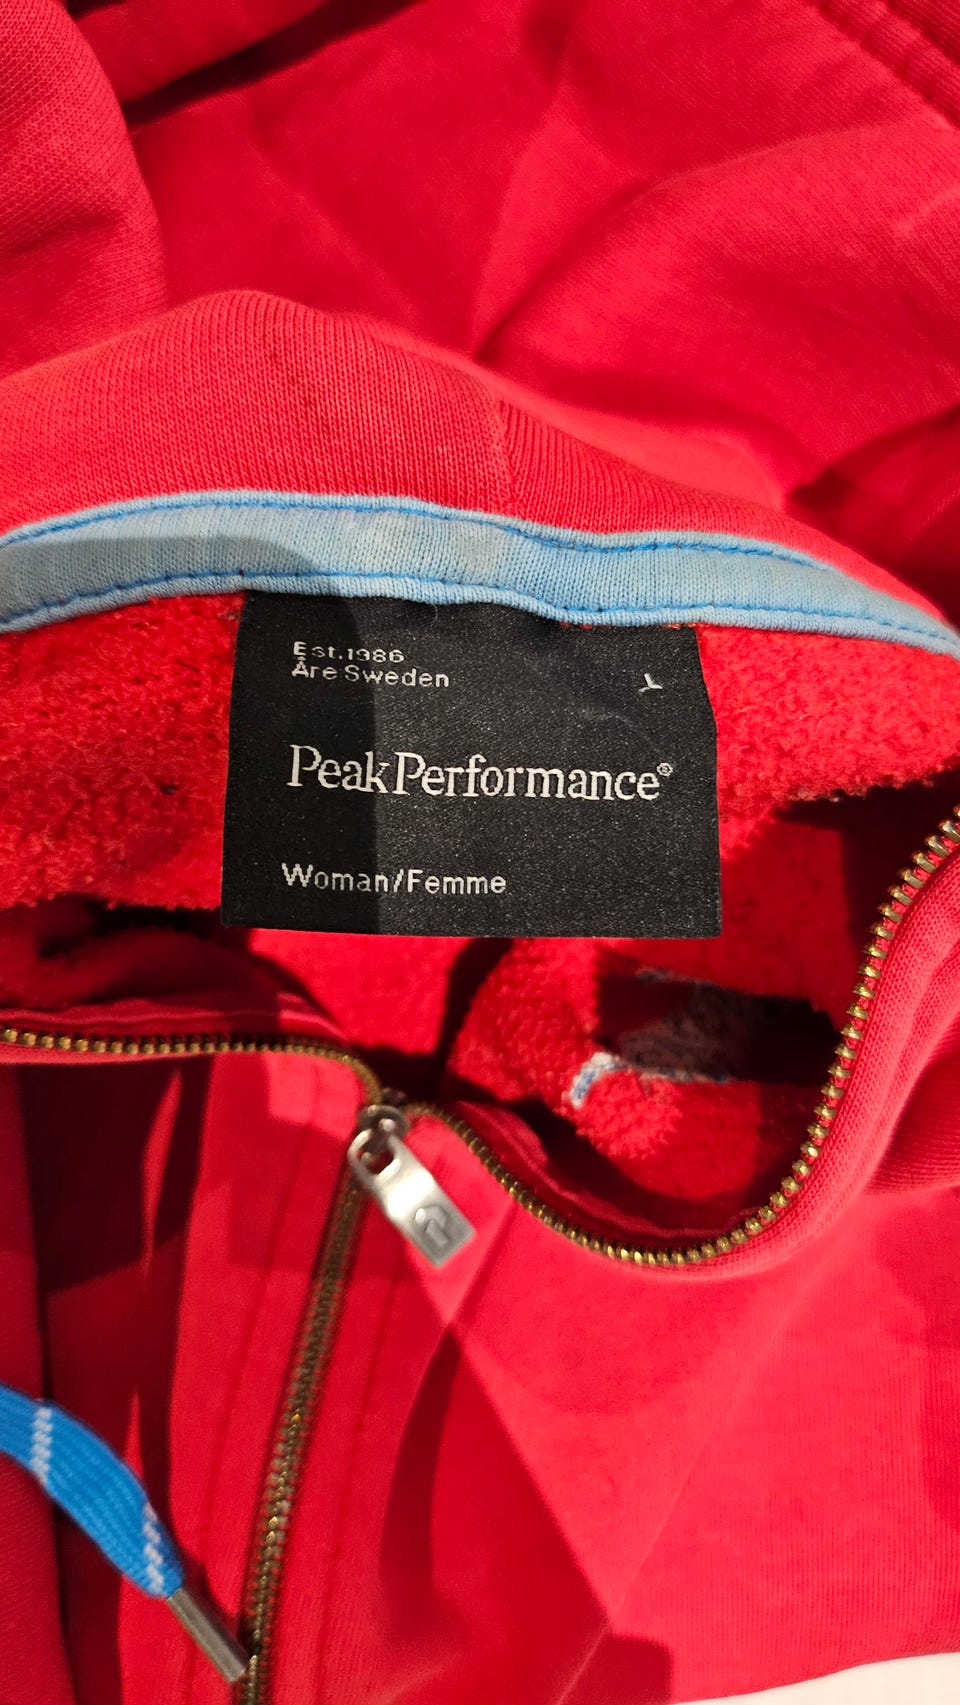 Est.1986
Åre Sweden
PeakPerformance®
Woman/Femme